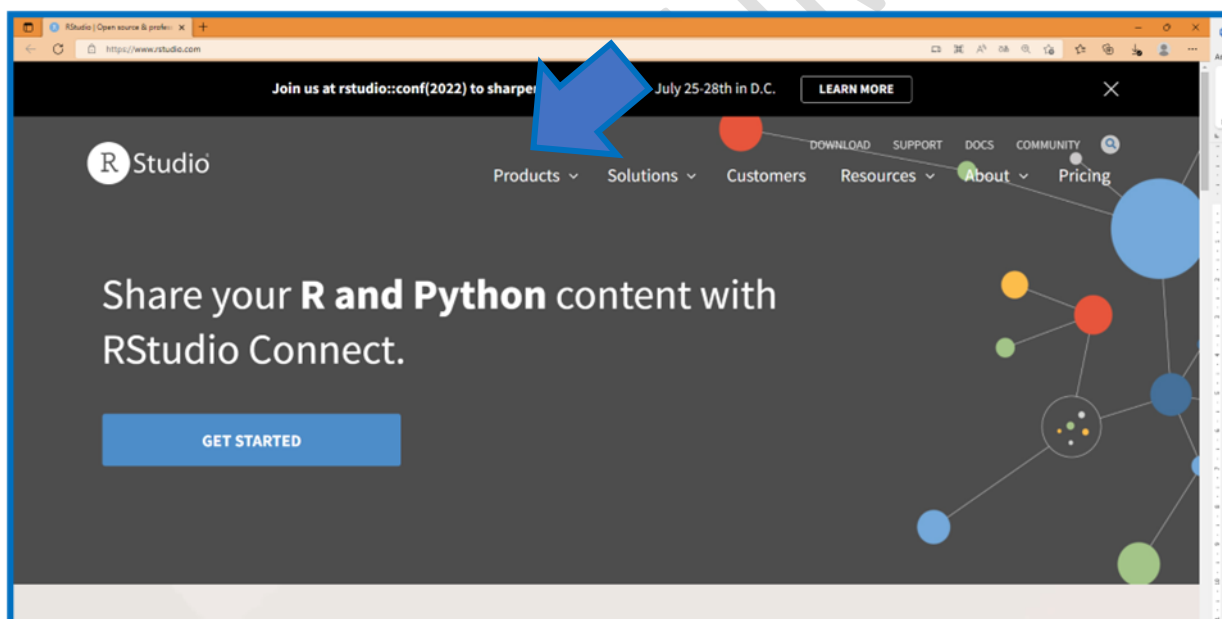 RStudio | Open source & profes
https://www.rstudio.com
Join us at rstudio::conf(2022) to sharpe July 25-28th in D.C. LEARN MORE
DOWNLOAD SUPPORT DOCS COMMUNITY
R Studio
Products Solutions Customers Resources About Pricing
Share your R and Python content with
RStudio Connect.
GET STARTED